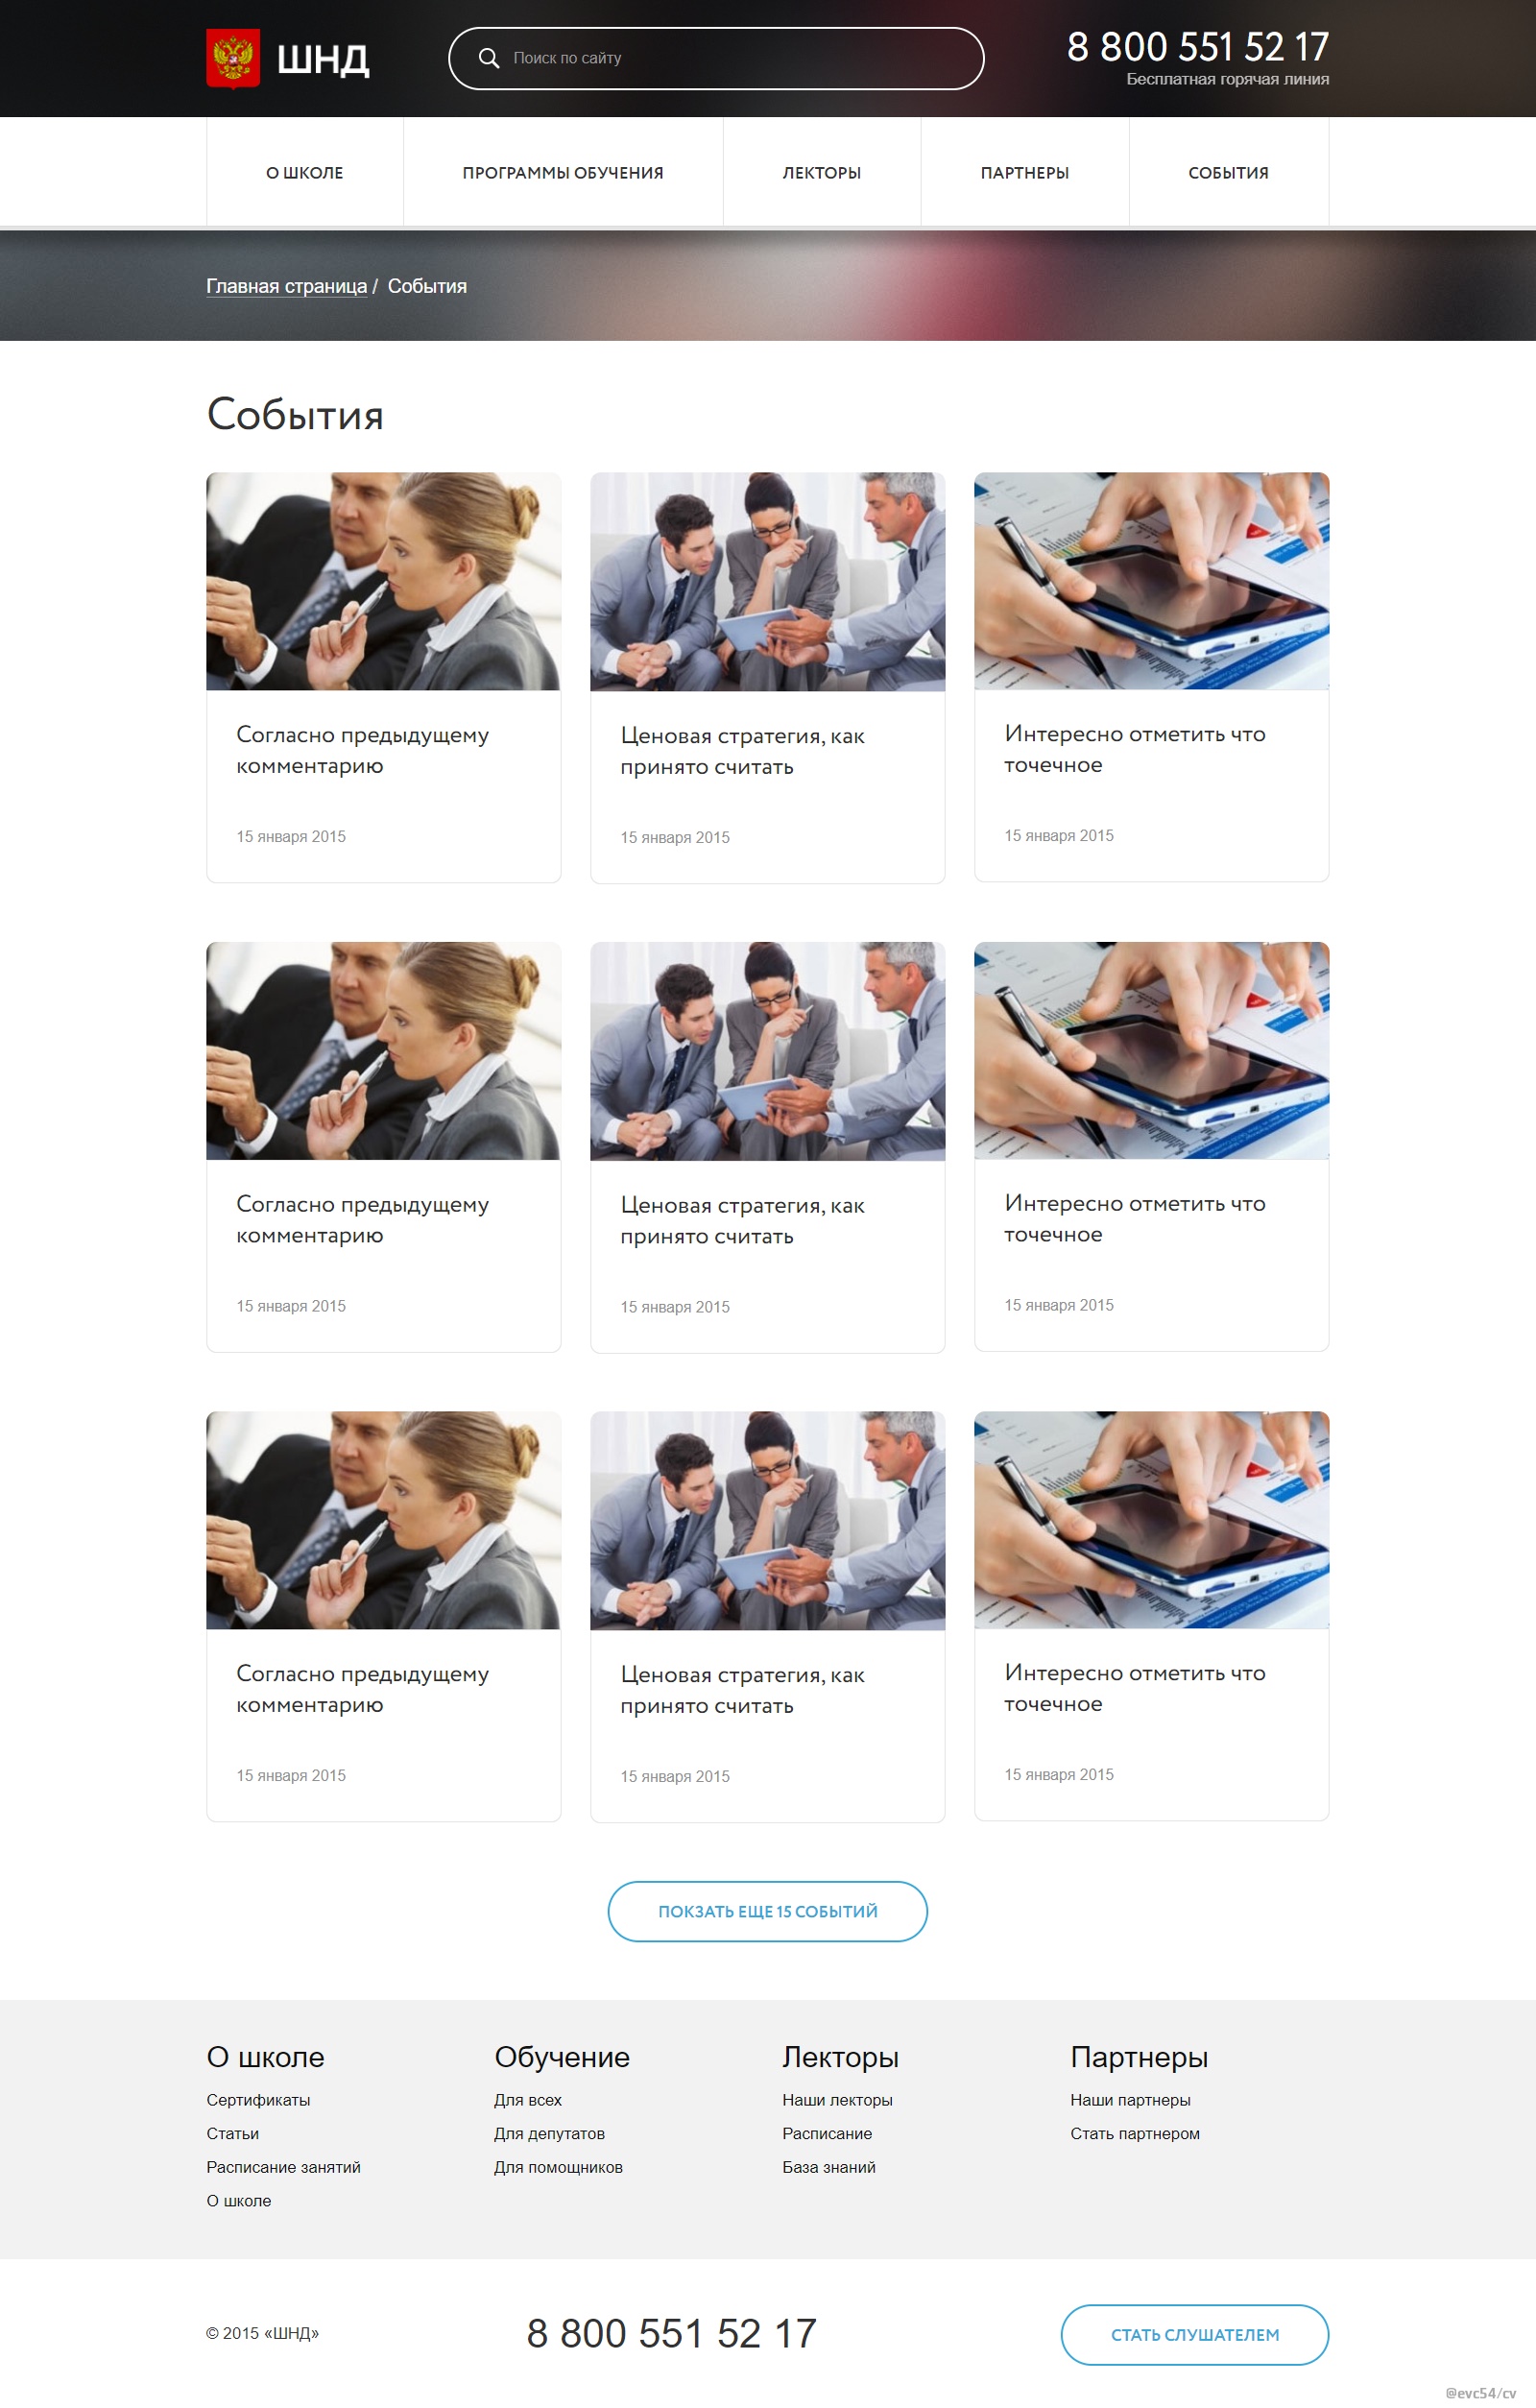 ШНД
Поиск по сайту
8 800 551 52 17
Бесплатная горячая линия
О ШКОЛЕ
ПРОГРАММЫ ОБУЧЕНИЯ
ЛЕКТОРЫ
ПАРТНЕРЫ
СОБЫТИЯ
Главная страница / События
События
Согласно предыдущему
комментарию
15 января 2015
Ценовая стратегия, как
принято считать
15 января 2015
Интересно отметить что
точечное
15 января 2015
Согласно предыдущему
комментарию
15 января 2015
Ценовая стратегия, как
принято считать
15 января 2015
Интересно отметить что
точечное
15 января 2015
Согласно предыдущему
комментарию
15 января 2015
Ценовая стратегия, как
принято считать
15 января 2015
Интересно отметить что
точечное
15 января 2015
ПОКЗАТЬ ЕЩЕ 15 СОБЫТИЙ
О школе
Сертификаты
Статьи
Расписание занятий
О школе
Обучение
Для всех
Для депутатов
Для помощников
Лекторы
Наши лекторы
Расписание
База знаний
Партнеры
Наши партнеры
Стать партнером
© 2015 «ШНД»
8 800 551 52 17
СТАТЬ СЛУШАТЕЛЕМ
@evc54/cv